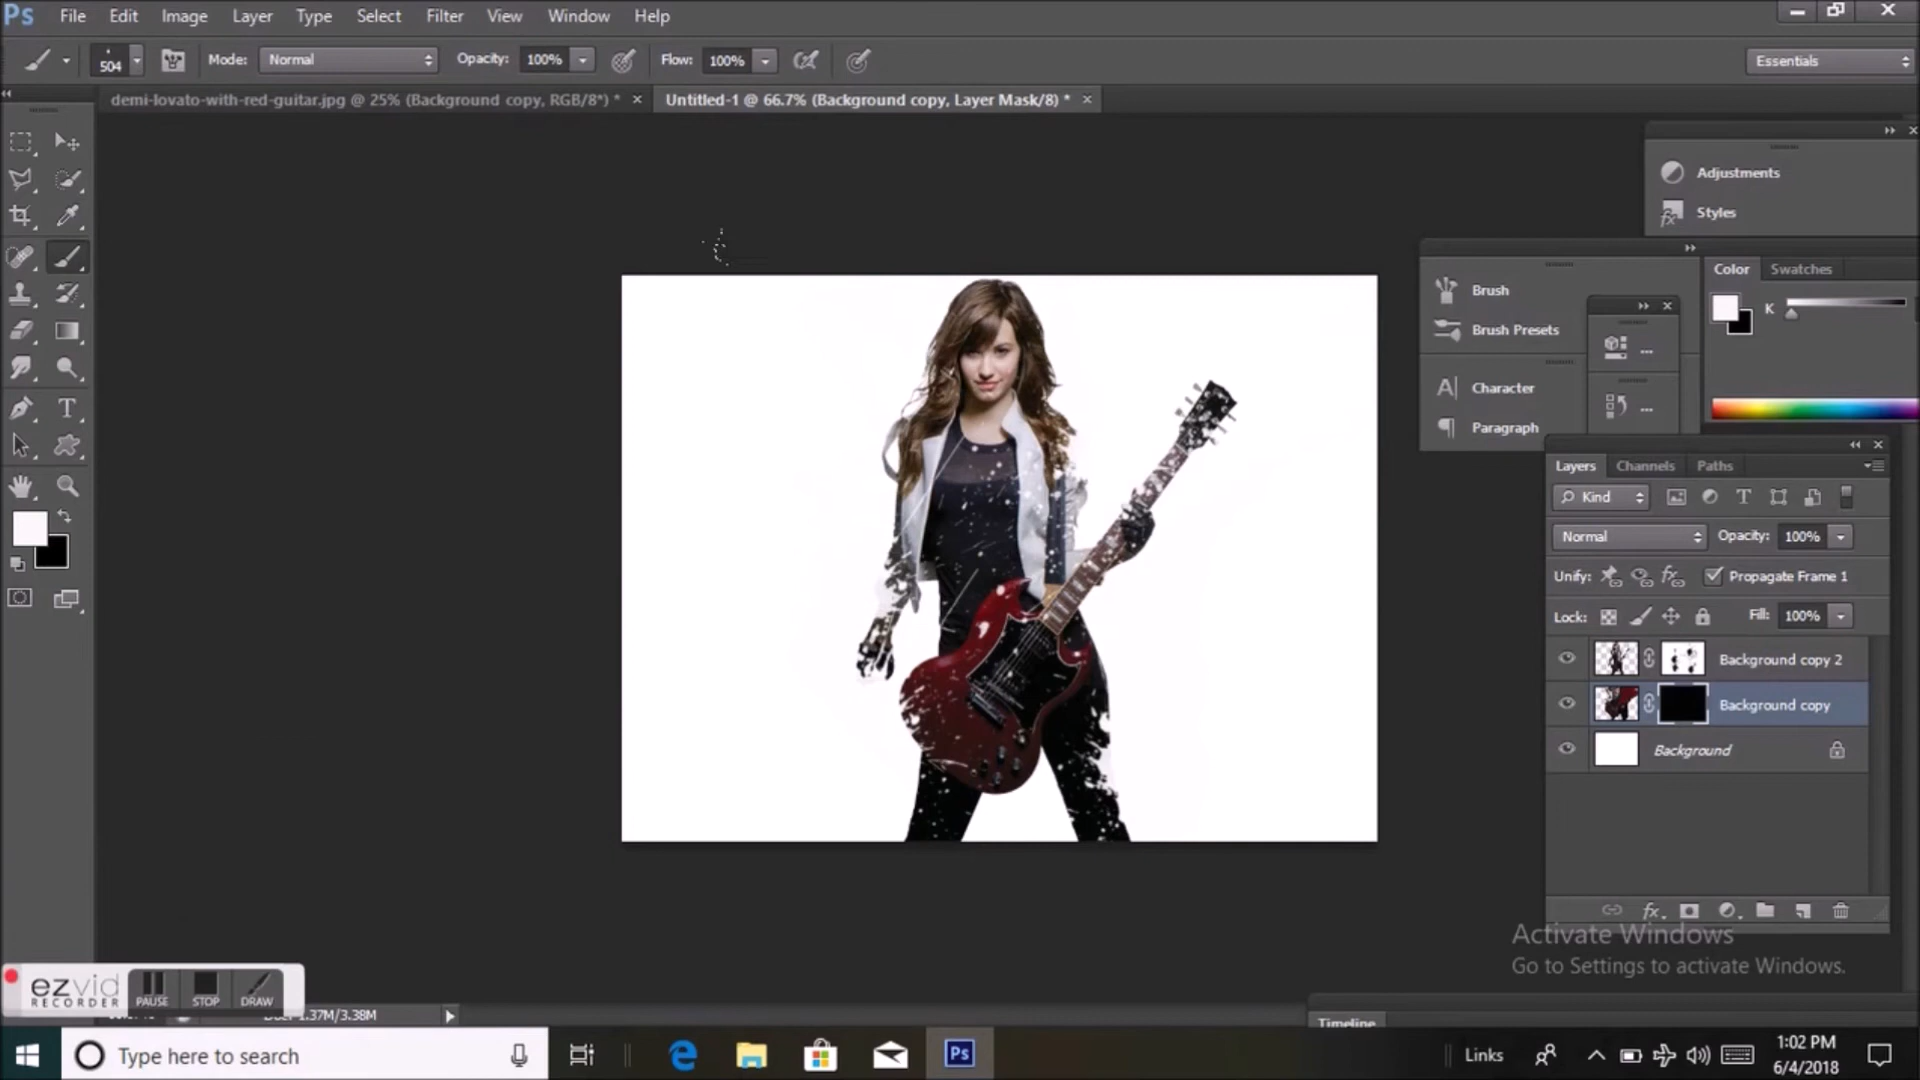 Ps File Edit Image Layer Type Select Filter View Window Help
504 Mode: Normal Opacity: 100% Flow: 100% Essentials
demi-lovato-with-red-guitar.jpg @ 25% (Background copy, RGB/8*) * × Untitled-1 @ 66.7% (Background copy, Layer Mask/8) * ×
Adjustments
Styles
Color Swatches
Brush
K
Brush Presets
...
Character
...
Paragraph
Layers Channels Paths
Kind
Normal Opacity: 100%
Unify: Propagate Frame 1
Lock: Fill: 100%
Background copy 2
Background copy
Background
fx
Activate Windows
Go to Settings to activate Windows.
ezvid
RECORDER
PAUSE STOP DRAW
1.37M/3.38M
Timeline
Type here to search
Ps
Links
1:02 PM
6/4/2018